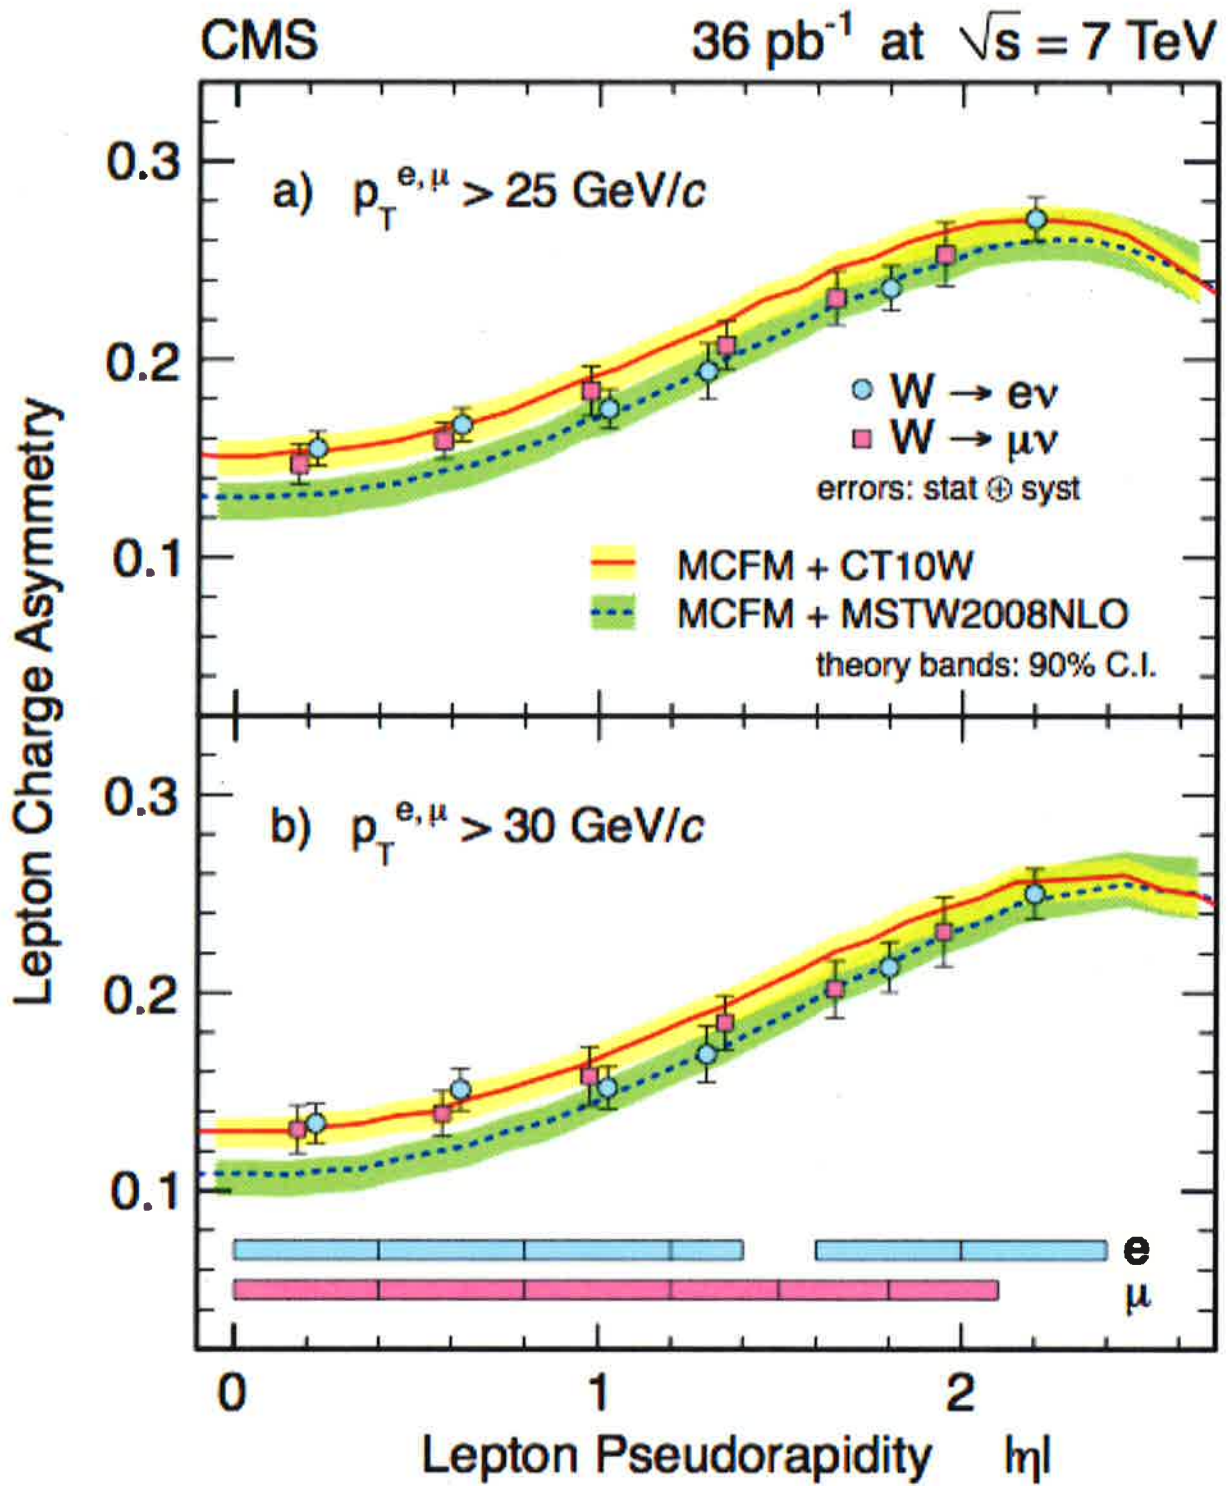 CMS 36 pb⁻¹ at √s = 7 TeV
Lepton Charge Asymmetry
0.3
a) p_T^{e, μ} > 25 GeV/c
0.2
W → eν
W → μν
errors: stat ⊕ syst
0.1
MCFM + CT10W
MCFM + MSTW2008NLO
theory bands: 90% C.I.
0.3
b) p_T^{e, μ} > 30 GeV/c
0.2
0.1
e
μ
0 1 2
Lepton Pseudorapidity |η|